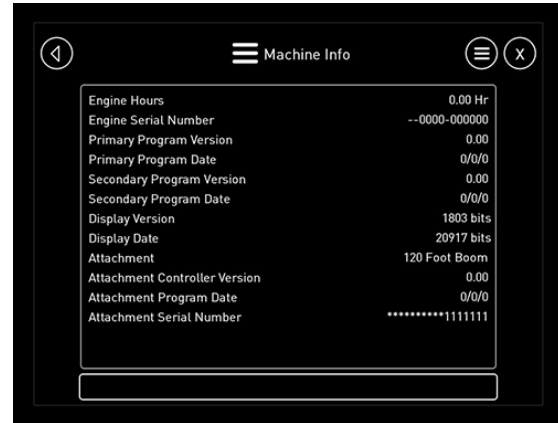 Machine Info
X
Engine Hours 0.00 Hr
Engine Serial Number --0000-000000
Primary Program Version 0.00
Primary Program Date 0/0/0
Secondary Program Version 0.00
Secondary Program Date 0/0/0
Display Version 1803 bits
Display Date 20917 bits
Attachment 120 Foot Boom
Attachment Controller Version 0.00
Attachment Program Date 0/0/0
Attachment Serial Number **********1111111